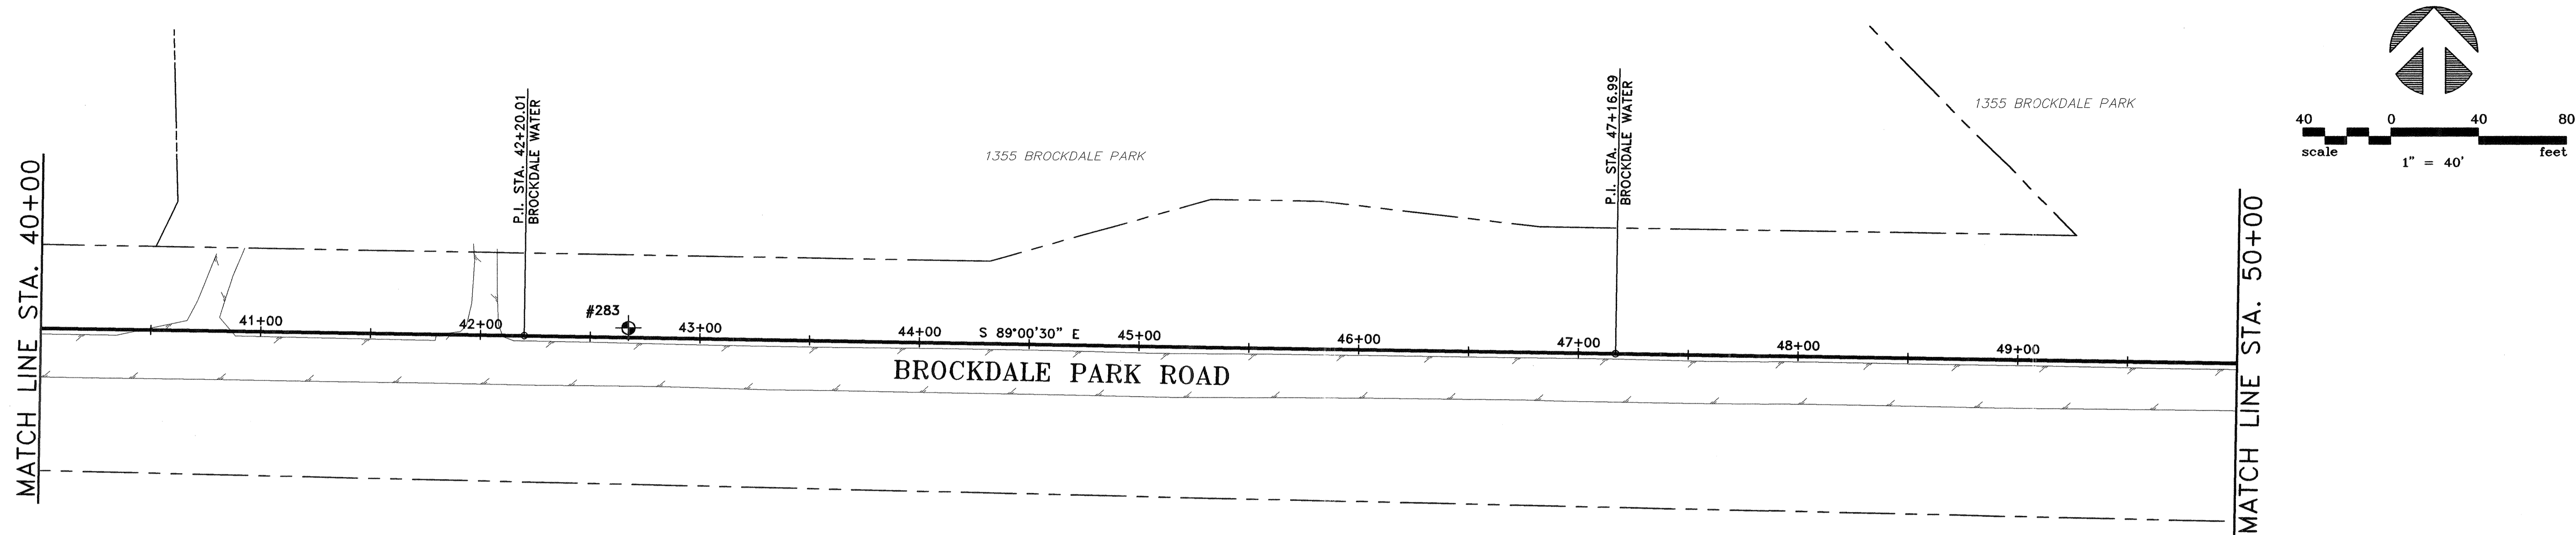 MATCH LINE STA. 40+00
P.I. STA. 42+20.01
BROCKDALE WATER
1355 BROCKDALE PARK
P.I. STA. 47+16.99
BROCKDALE WATER
1355 BROCKDALE PARK
40 0 40 80
scale feet
1" = 40'
#283
41+00 42+00 43+00 44+00 S 89°00'30" E 45+00 46+00 47+00 48+00 49+00
BROCKDALE PARK ROAD
MATCH LINE STA. 50+00